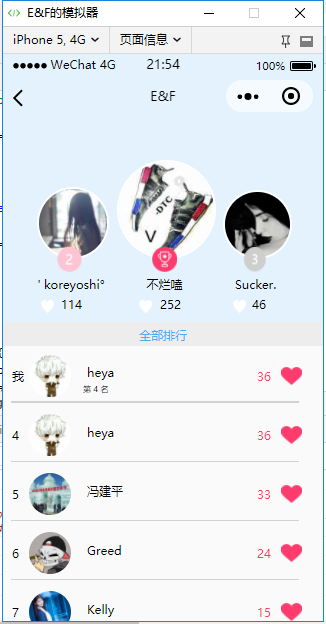 E&F的模拟器
iPhone 5, 4G 页面信息
WeChat 4G 21:54 100%
E&F
-DTC
2 3
' koreyoshi° 不烂嗑 Sucker.
114 252 46
全部排行
我 heya 36
第 4 名
4 heya 36
5 冯建平 33
6 Greed 24
7 Kelly 15